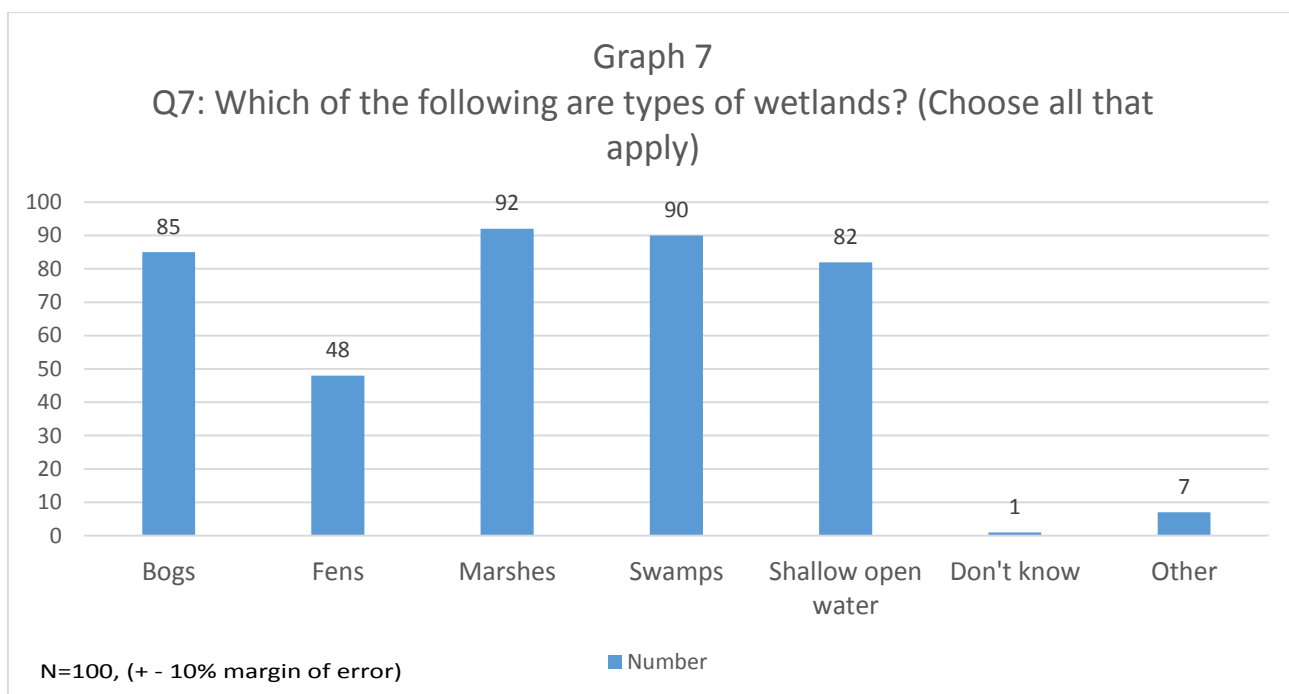 Graph 7
Q7: Which of the following are types of wetlands? (Choose all that
apply)
100
90
80
70
60
50
40
30
20
10
0
85
48
92
90
82
1
7
Bogs
Fens
Marshes
Swamps
Shallow open
water
Don't know
Other
N=100, (+ - 10% margin of error)
Number